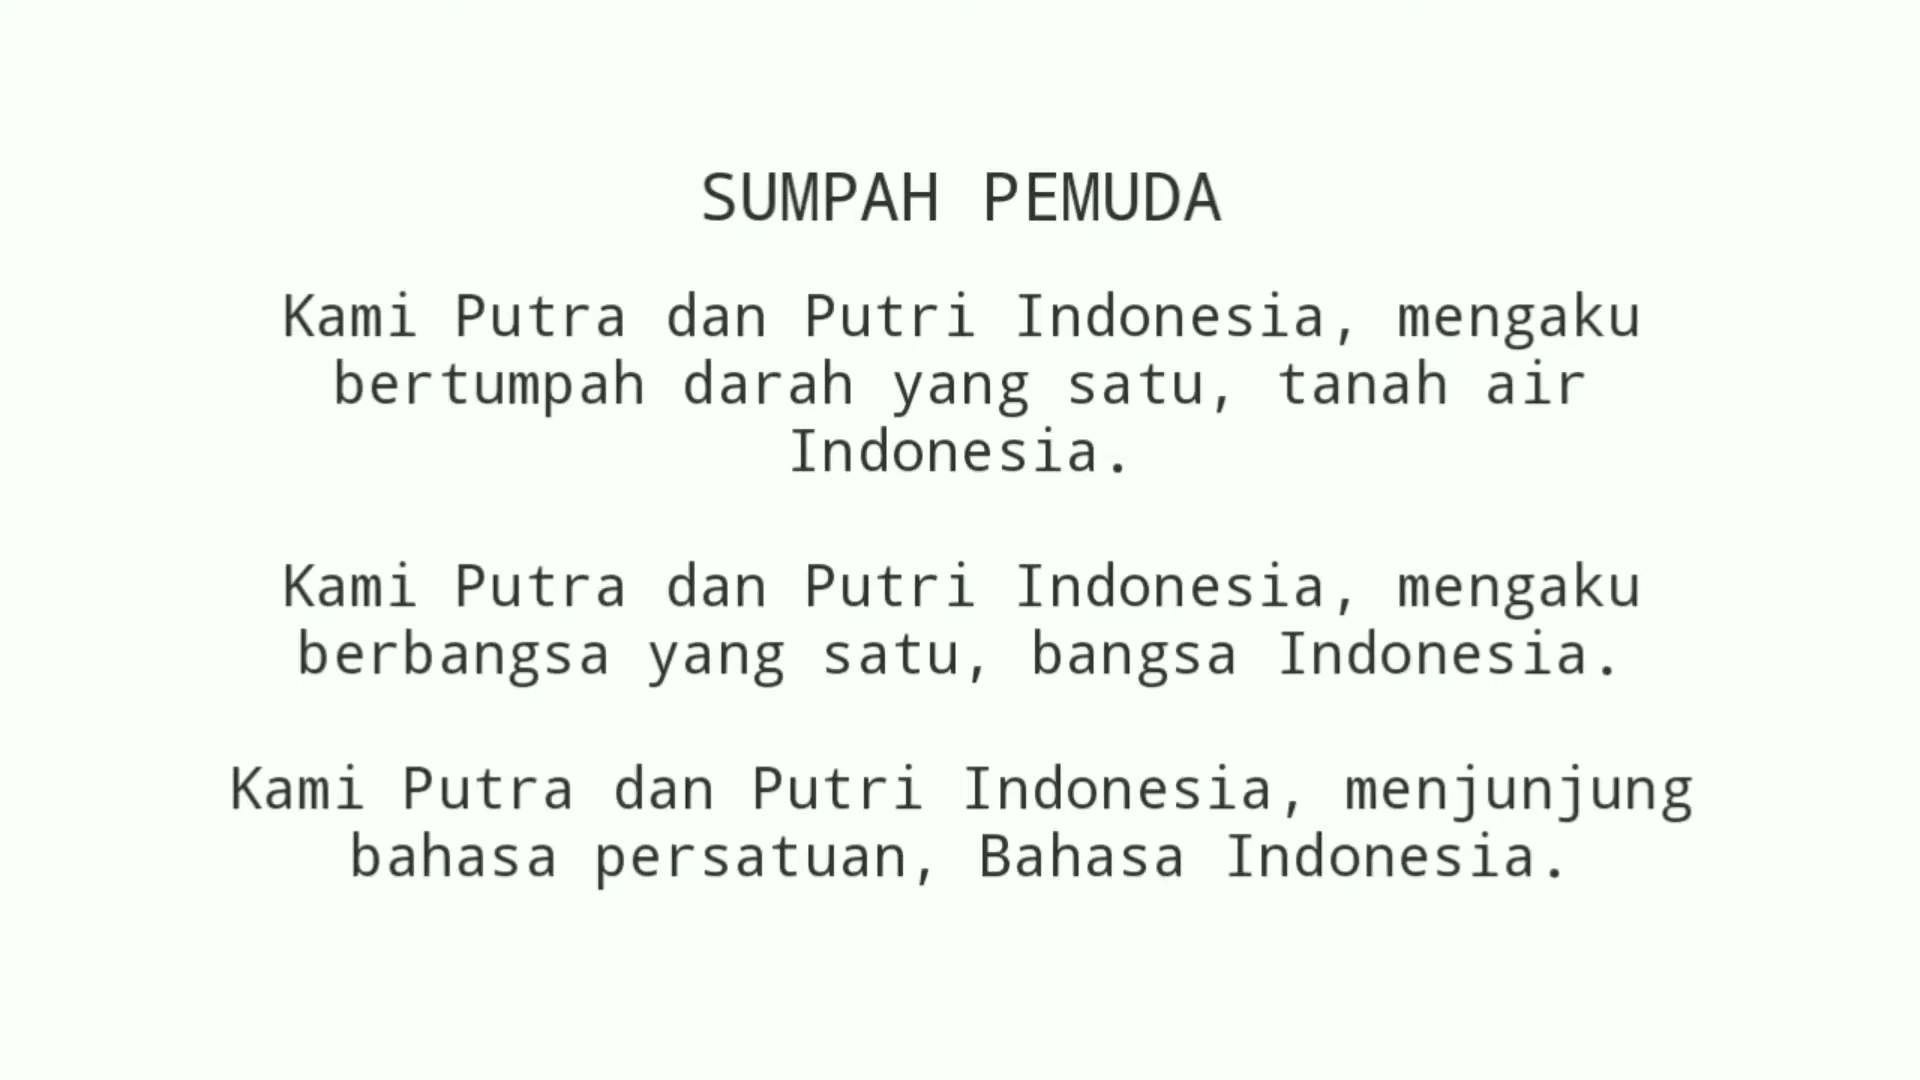 SUMPAH PEMUDA
Kami Putra dan Putri Indonesia, mengaku
bertumpah darah yang satu, tanah air
Indonesia.
Kami Putra dan Putri Indonesia, mengaku
berbangsa yang satu, bangsa Indonesia.
Kami Putra dan Putri Indonesia, menjunjung
bahasa persatuan, Bahasa Indonesia.